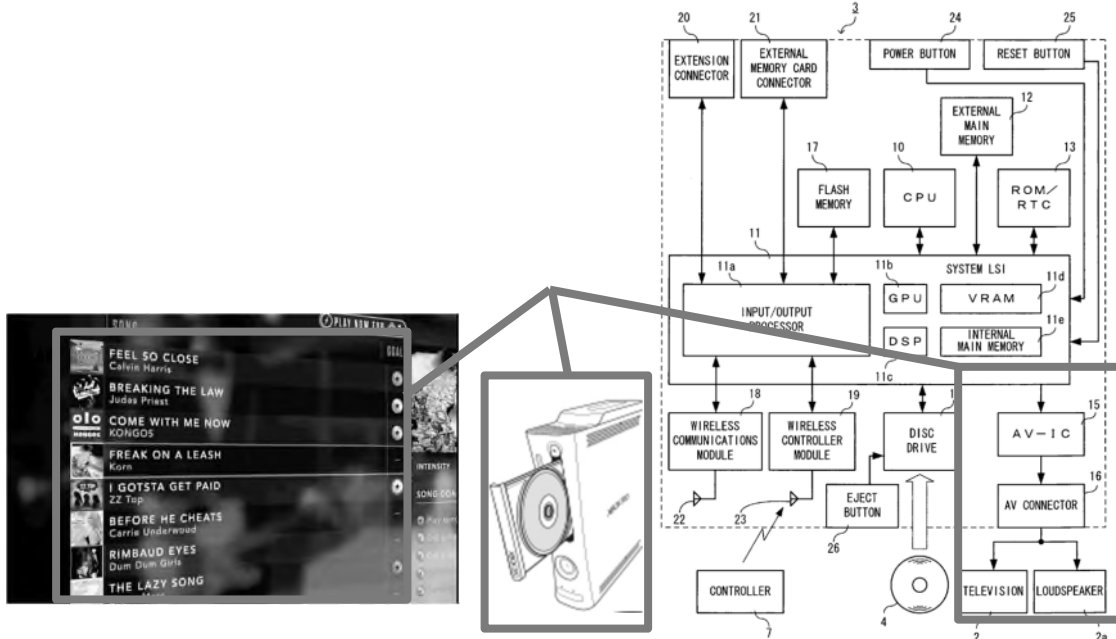 3
20
21
24
25
EXTENSION
CONNECTOR
EXTERNAL
MEMORY CARD
CONNECTOR
POWER BUTTON
RESET BUTTON
12
EXTERNAL
MAIN
MEMORY
17
10
13
FLASH
MEMORY
CPU
ROM/
RTC
11
SYSTEM LSI
11a
11b
11d
INPUT/OUTPUT
PROCESSOR
GPU
VRAM
11e
DSP
INTERNAL
MAIN MEMORY
11c
18
19
15
WIRELESS
COMMUNICATIONS
MODULE
WIRELESS
CONTROLLER
MODULE
DISC
DRIVE
AV-IC
16
22
23
EJECT
BUTTON
AV CONNECTOR
26
CONTROLLER
TELEVISION
LOUDSPEAKER
7
4
2
2a
SONG
PLAY NOW FOR
GOAL
FEEL SO CLOSE
Calvin Harris
BREAKING THE LAW
Judas Priest
COME WITH ME NOW
KONGOS
FREAK ON A LEASH
Korn
INTENSITY
I GOTSTA GET PAID
ZZ Top
BEFORE HE CHEATS
Carrie Underwood
RIMBAUD EYES
Dum Dum Girls
THE LAZY SONG